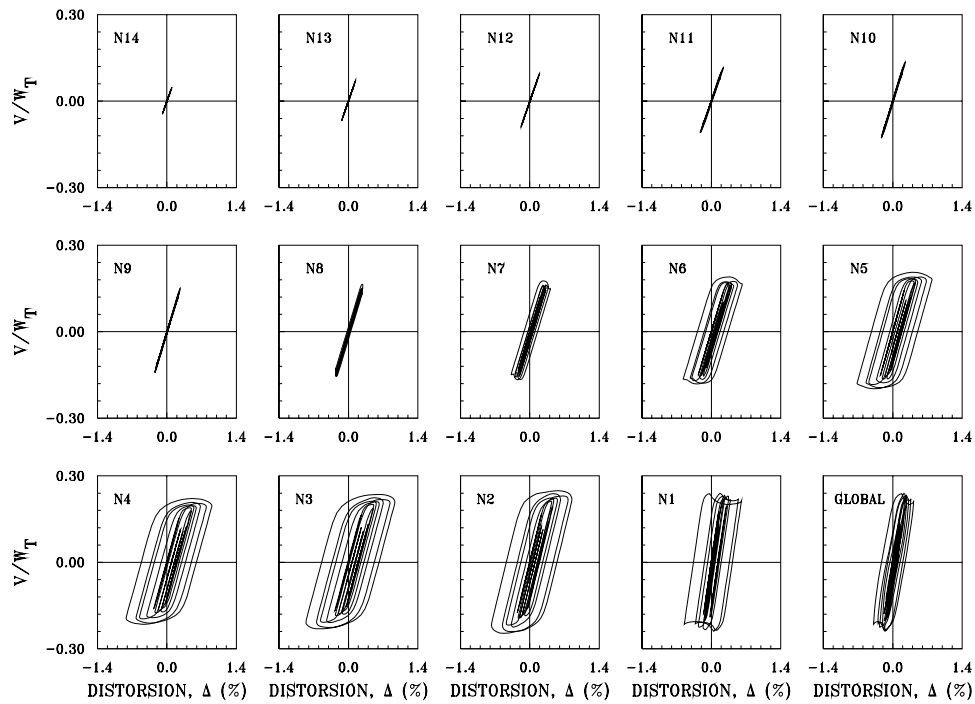 0.30
V/W_T
0.00
-0.30
N14
N13
N12
N11
N10
-1.4 0.0 1.4 -1.4 0.0 1.4 -1.4 0.0 1.4 -1.4 0.0 1.4 -1.4 0.0 1.4
0.30
V/W_T
0.00
-0.30
N9
N8
N7
N6
N5
-1.4 0.0 1.4 -1.4 0.0 1.4 -1.4 0.0 1.4 -1.4 0.0 1.4 -1.4 0.0 1.4
0.30
V/W_T
0.00
-0.30
N4
N3
N2
N1
GLOBAL
-1.4 0.0 1.4 -1.4 0.0 1.4 -1.4 0.0 1.4 -1.4 0.0 1.4 -1.4 0.0 1.4
DISTORSION, Δ (%) DISTORSION, Δ (%) DISTORSION, Δ (%) DISTORSION, Δ (%) DISTORSION, Δ (%)